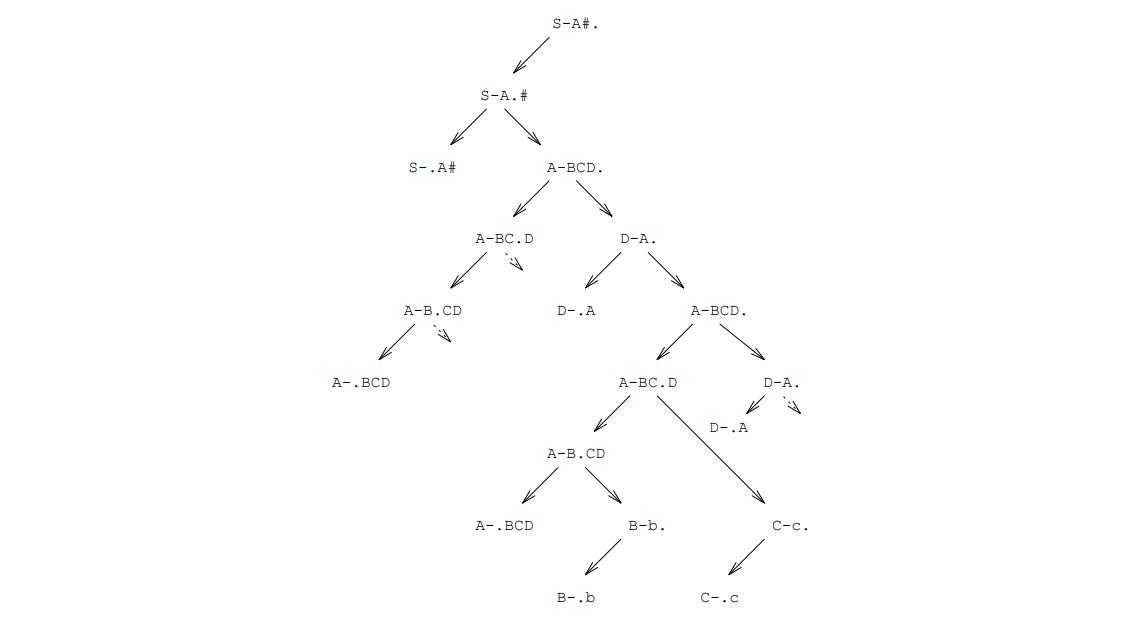 S-A#.
S-A.#
S-.A# A-BCD.
A-BC.D D-A.
A-B.CD D-.A A-BCD.
A-.BCD A-BC.D D-A.
D-.A
A-B.CD
A-.BCD B-b. C-c.
B-.b C-.c